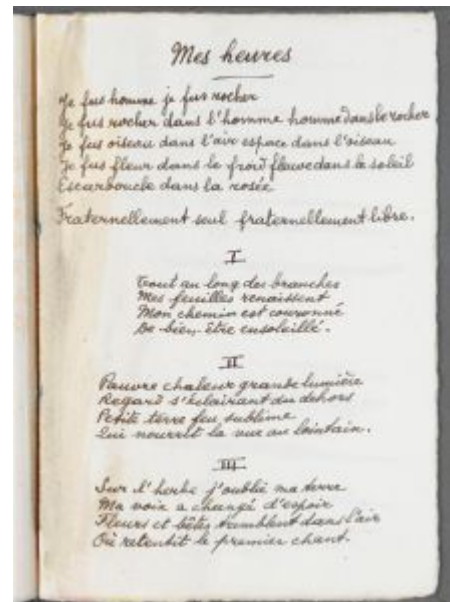 Mes heures
Je fus homme je fus rocher
Je fus rocher dans l'homme homme dans le rocher
Je fus oiseau dans l'air espace dans l'oiseau
Je fus fleur dans le froid fleuve dans le soleil
Escarboucle dans la rosée
Fraternellement seul fraternellement libre.
I
Tout au long des branches
Mes feuilles renaissent
Mon chemin est couronné
De bien-être ensoleillé.
II
Pauvre chaleur grande lumière
Regard s'éclairant du dehors
Petite terre feu sublime
Qui nourrit la vue au lointain.
III
Sur l'herbe j'oublie ma terre
Ma voix a changé d'espoir
Fleurs et bêtes tremblent dans l'air
Où retentit le premier chant.